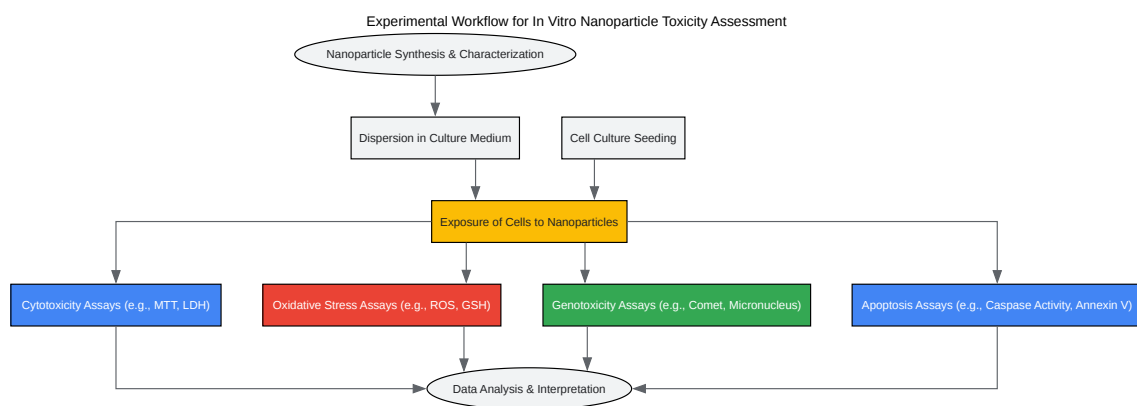 Experimental Workflow for In Vitro Nanoparticle Toxicity Assessment
Nanoparticle Synthesis & Characterization
Dispersion in Culture Medium
Cell Culture Seeding
Exposure of Cells to Nanoparticles
Cytotoxicity Assays (e.g., MTT, LDH)
Oxidative Stress Assays (e.g., ROS, GSH)
Genotoxicity Assays (e.g., Comet, Micronucleus)
Apoptosis Assays (e.g., Caspase Activity, Annexin V)
Data Analysis & Interpretation